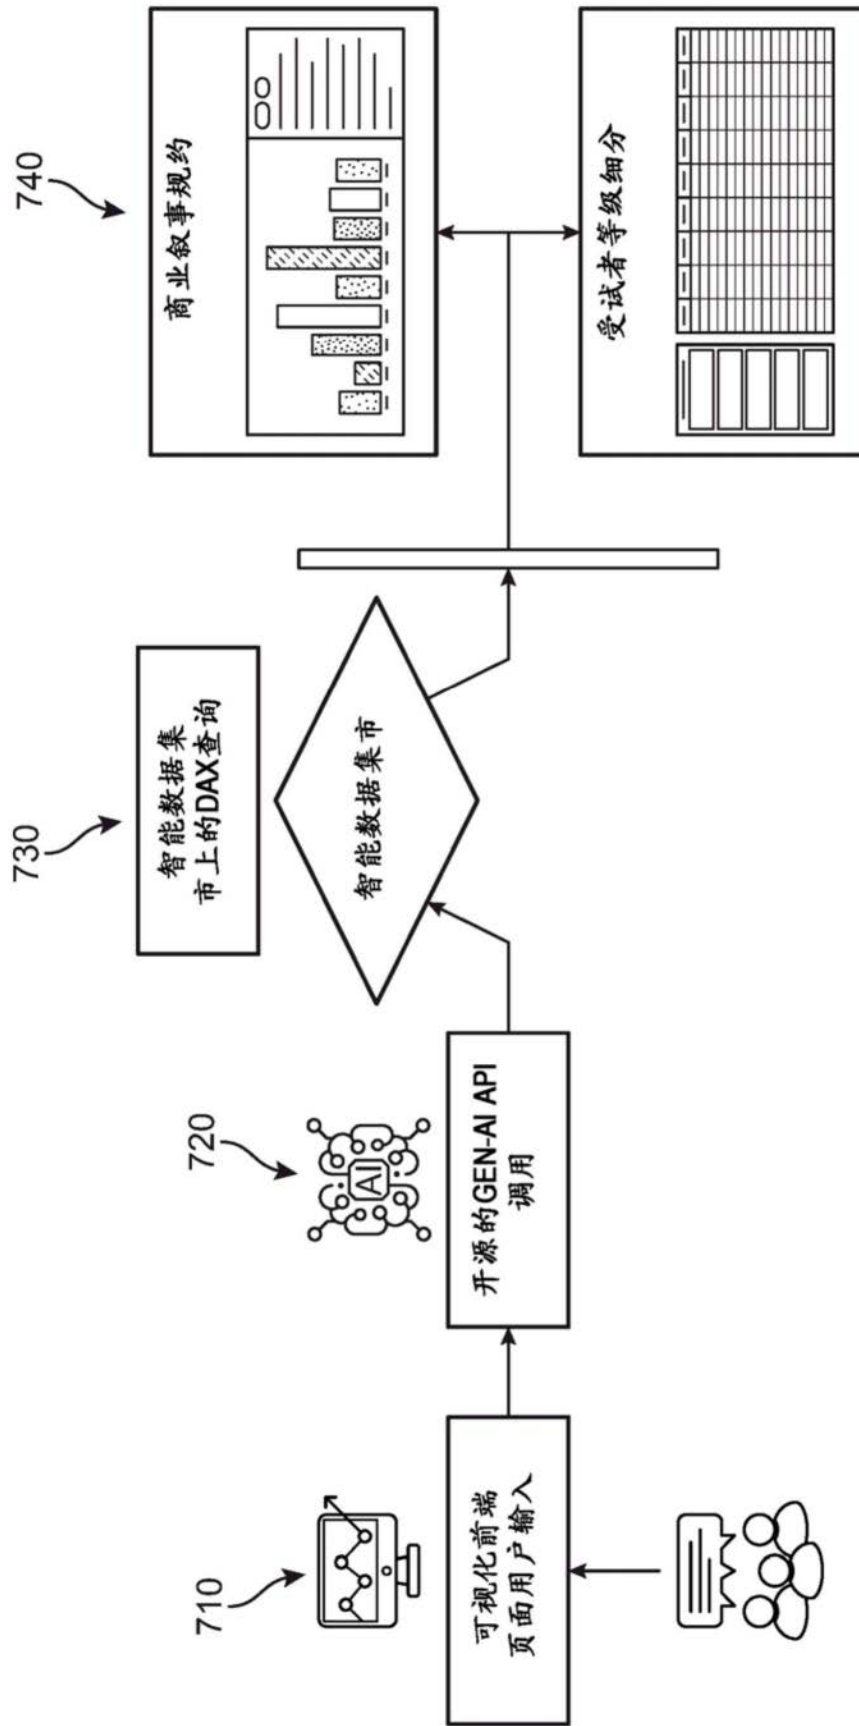 710
可视化前端
页面用户输入
720
AI
开源的GEN-AI API
调用
730
智能数据集
市上的DAX查询
智能数据集市
740
商业叙事规约
受试者等级细分